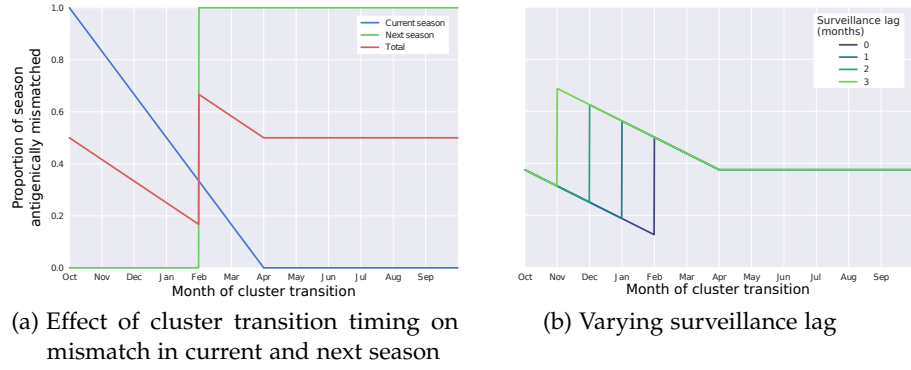 1.0
0.8
0.6
0.4
0.2
0.0
Proportion of season
antigenically mismatched
Current season
Next season
Total
Oct Nov Dec Jan Feb Mar Apr May Jun Jul Aug Sep
Month of cluster transition
(a) Effect of cluster transition timing on
mismatch in current and next season
Surveillance lag
(months)
0
1
2
3
Oct Nov Dec Jan Feb Mar Apr May Jun Jul Aug Sep
Month of cluster transition
(b) Varying surveillance lag